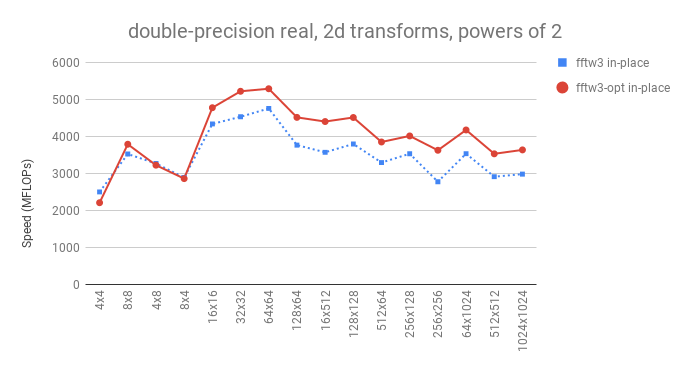 double-precision real, 2d transforms, powers of 2
fftw3 in-place
fftw3-opt in-place
Speed (MFLOPs)
6000
5000
4000
3000
2000
1000
0
4x4
8x8
4x8
8x4
16x16
32x32
64x64
128x64
16x512
128x128
512x64
256x128
256x256
64x1024
512x512
1024x1024